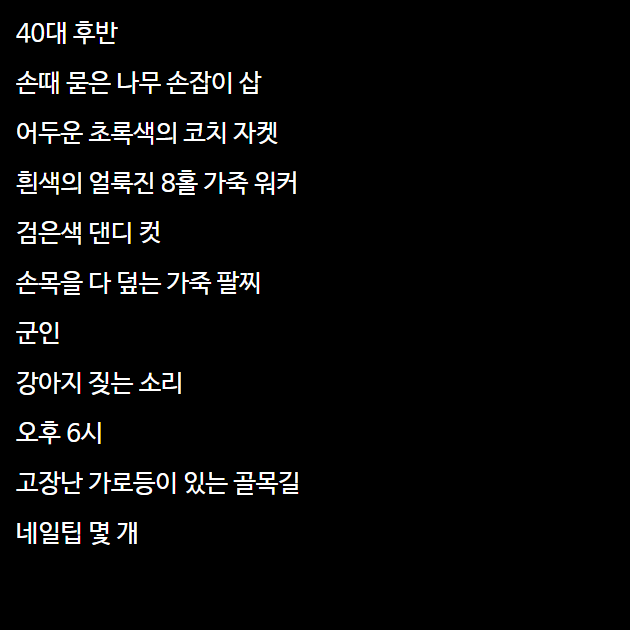 40대 후반
손때 묻은 나무 손잡이 삽
어두운 초록색의 코치 자켓
흰색의 얼룩진 8홀 가죽 워커
검은색 댄디 컷
손목을 다 덮는 가죽 팔찌
군인
강아지 짖는 소리
오후 6시
고장난 가로등이 있는 골목길
네일팁 몇 개